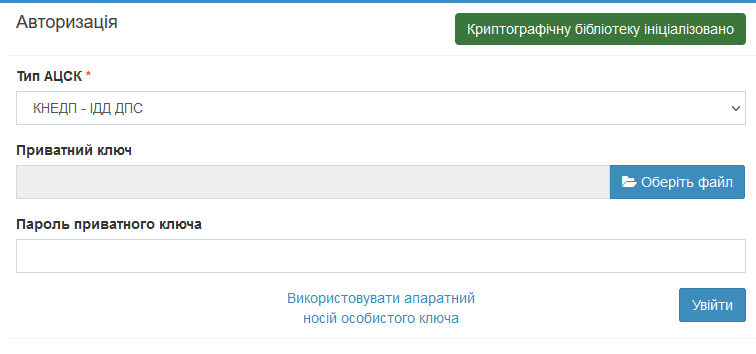 Авторизація
Криптографічну бібліотеку ініціалізовано
Тип АЦСК *
КНЕДП - ІДД ДПС
Приватний ключ
Оберіть файл
Пароль приватного ключа
Використовувати апаратний
носій особистого ключа
Увійти